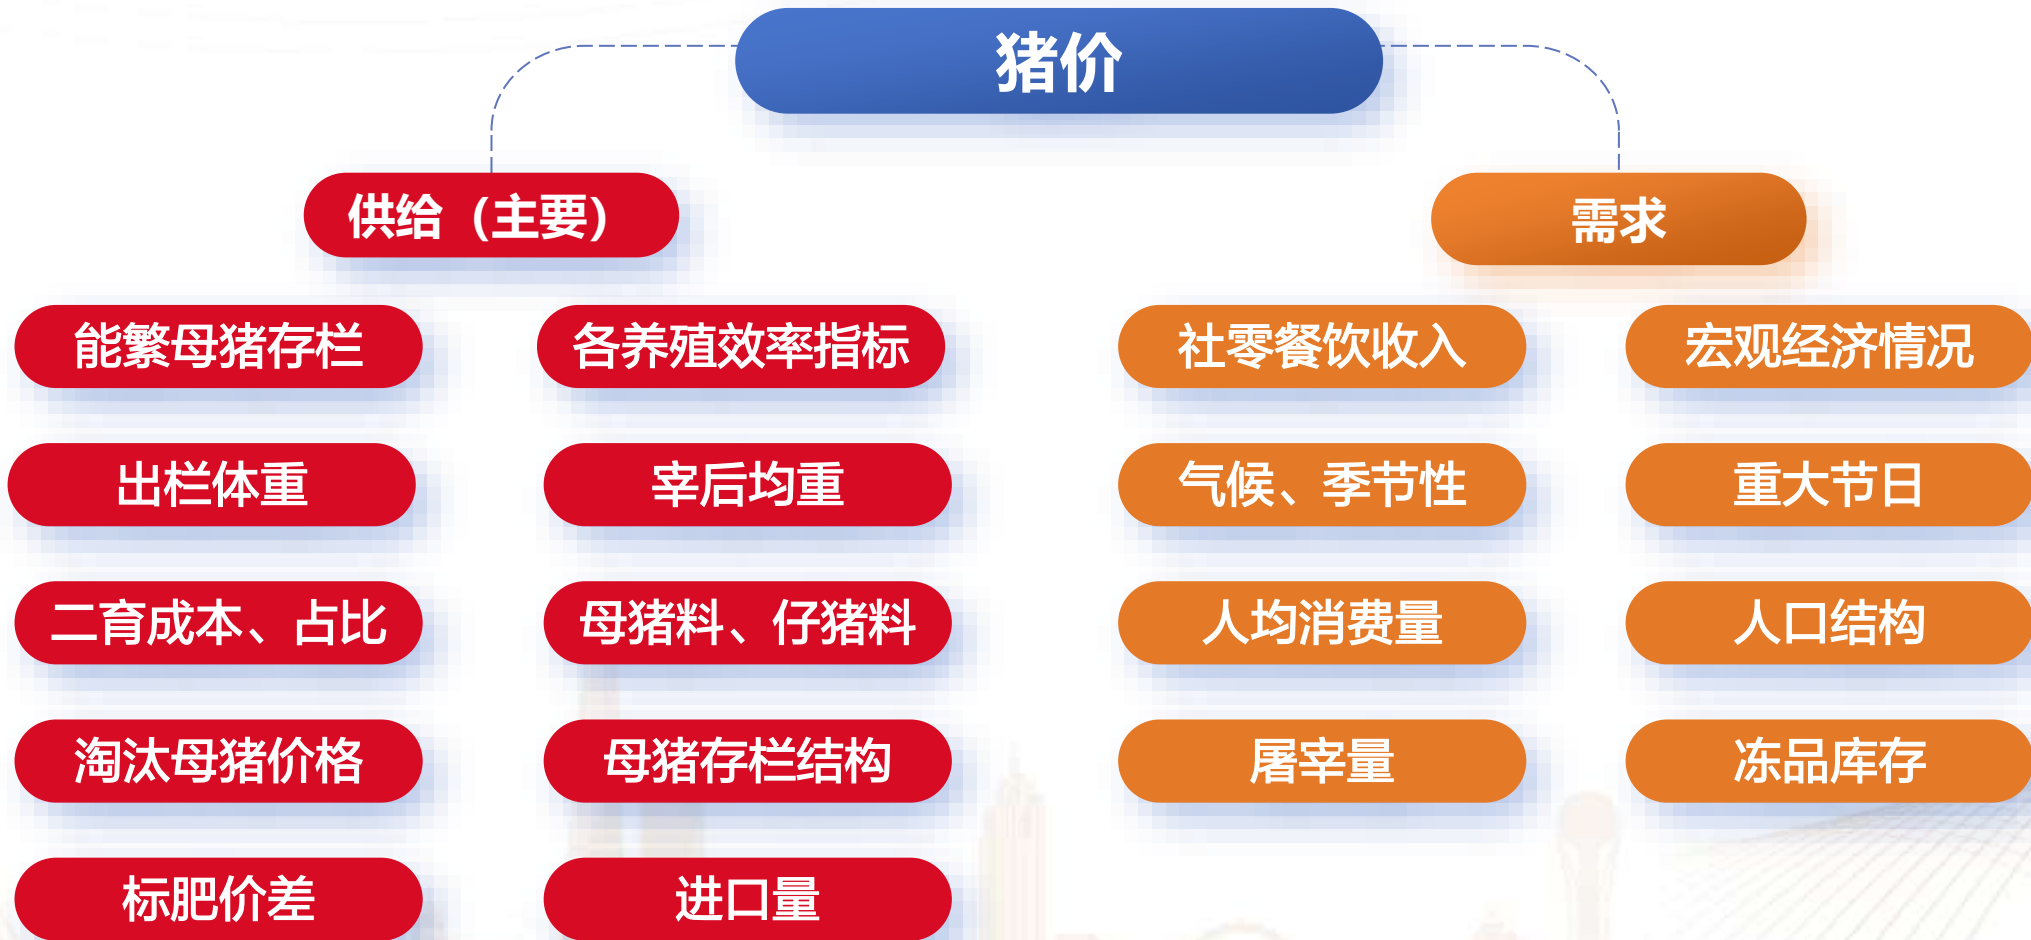 猪价
供给（主要）
需求
能繁母猪存栏
各养殖效率指标
社零餐饮收入
宏观经济情况
出栏体重
宰后均重
气候、季节性
重大节日
二育成本、占比
母猪料、仔猪料
人均消费量
人口结构
淘汰母猪价格
母猪存栏结构
屠宰量
冻品库存
标肥价差
进口量